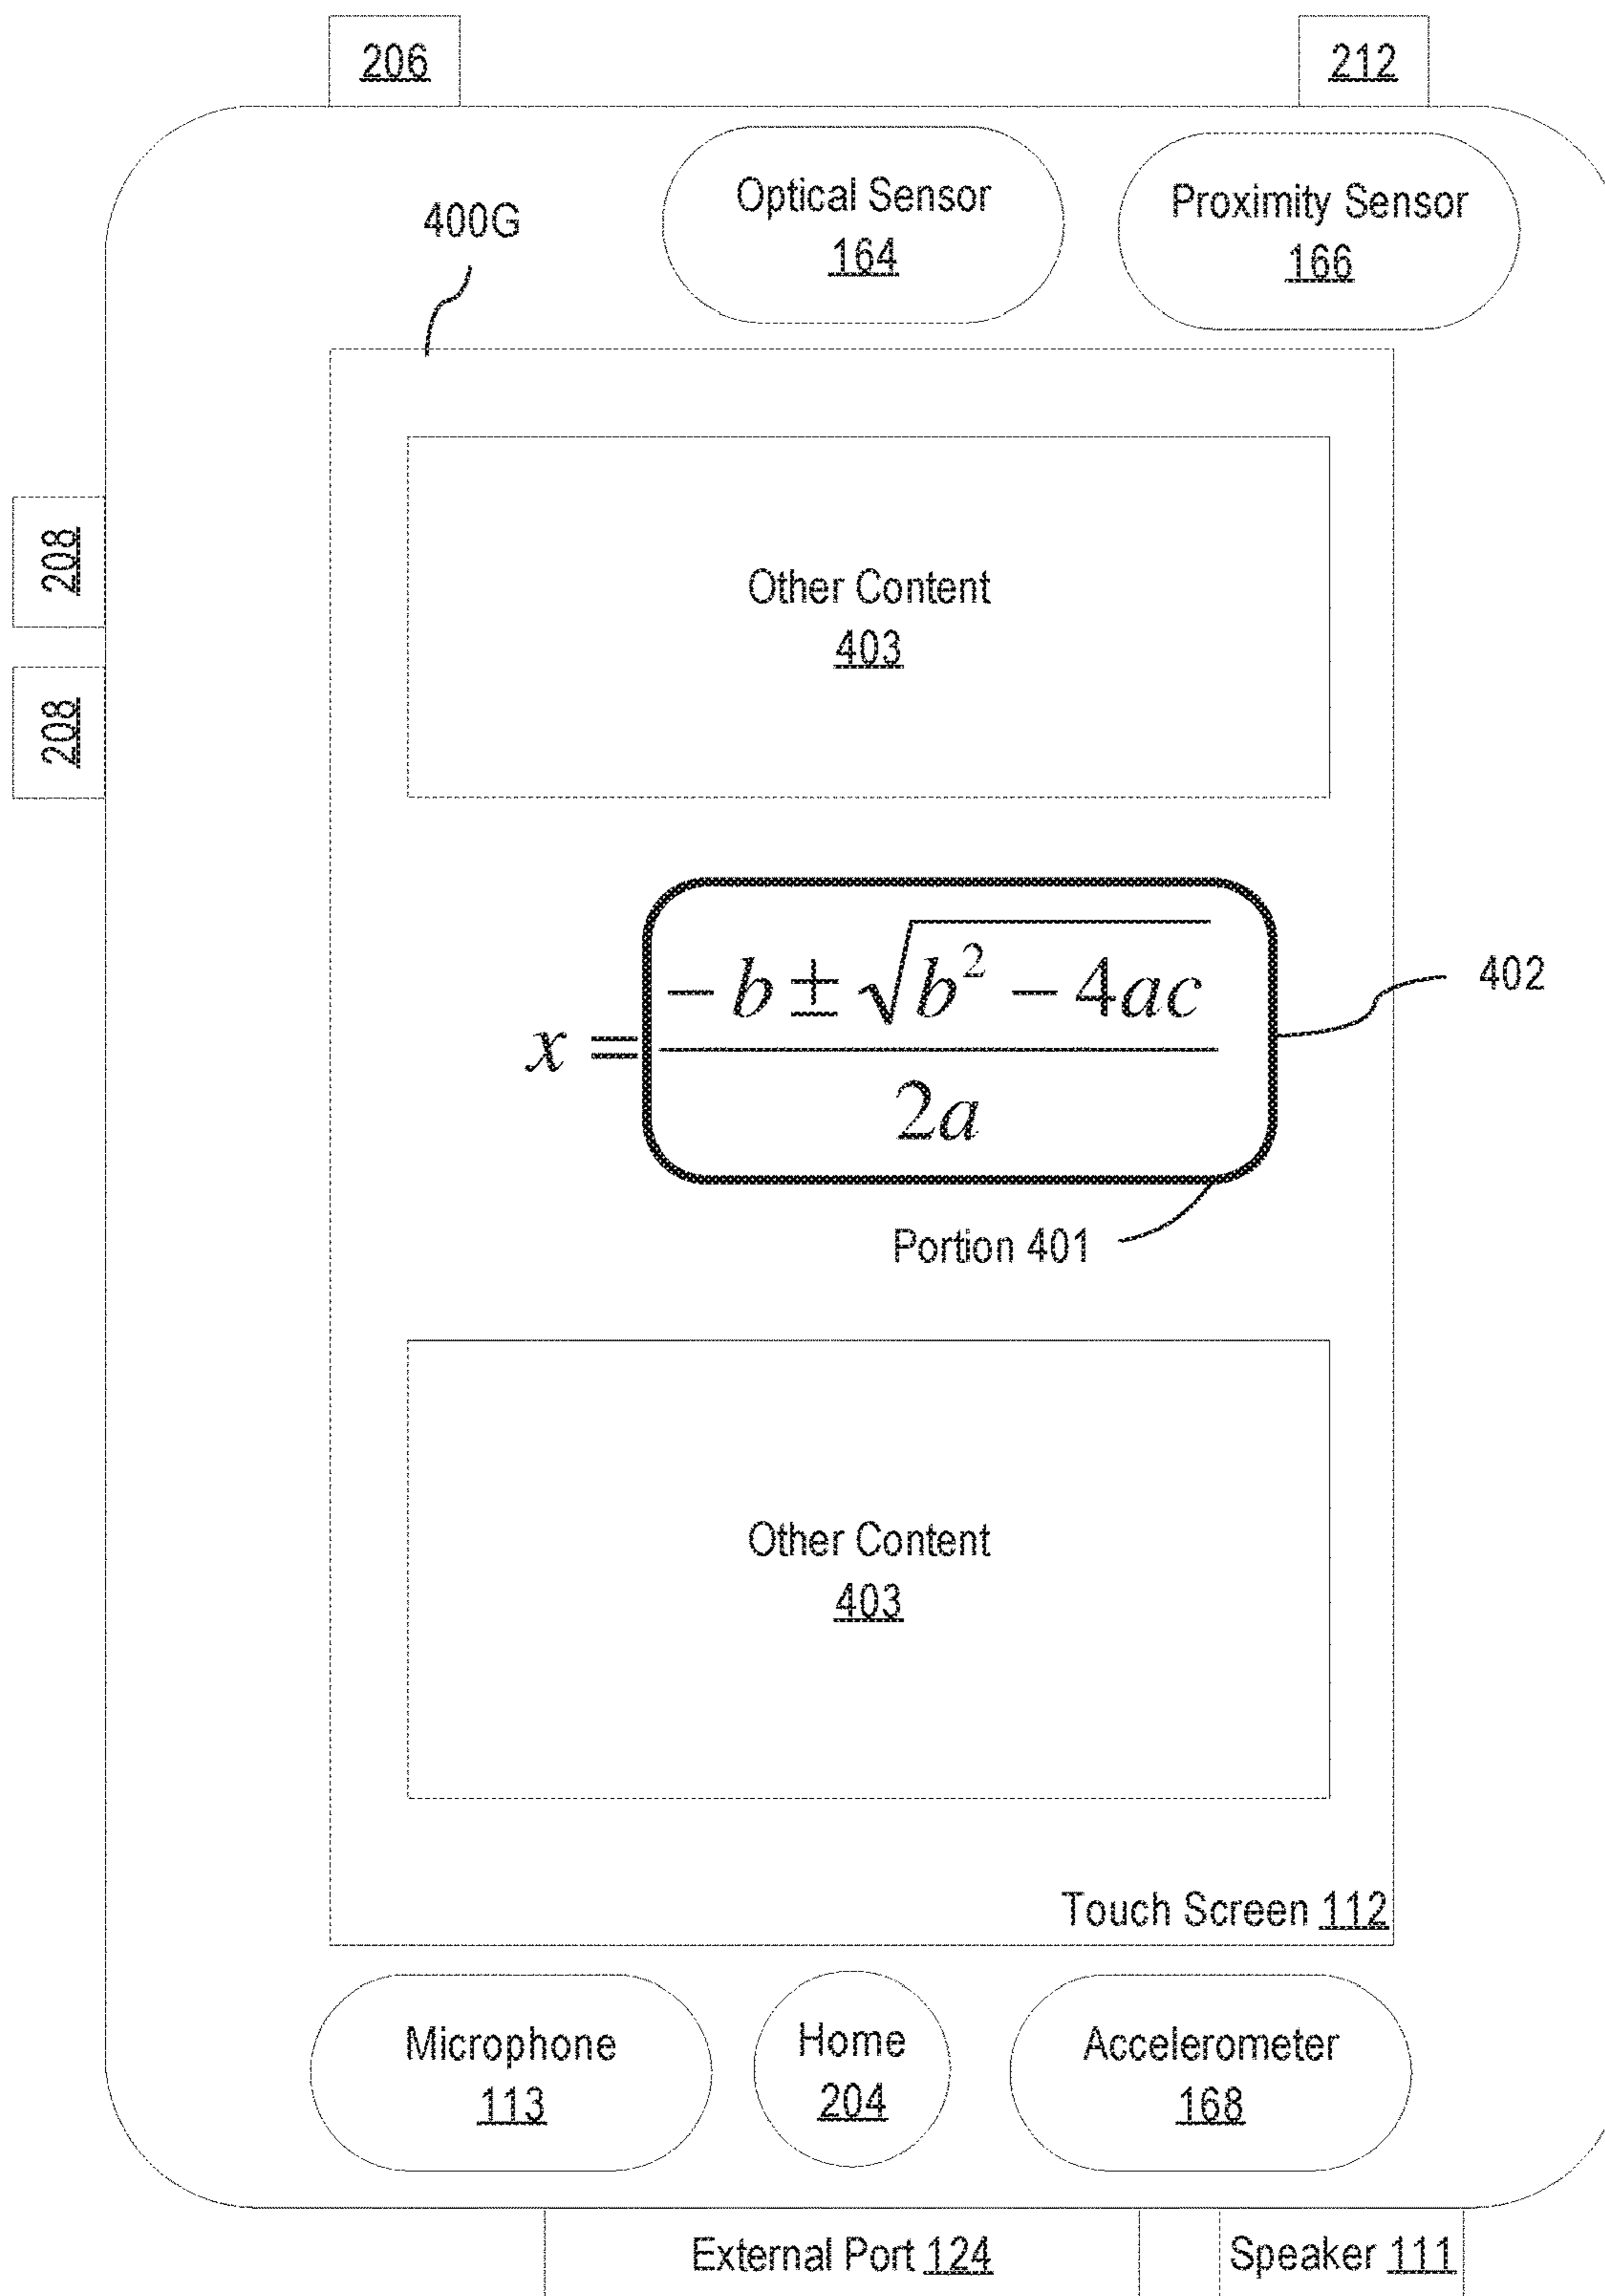 206
212
Optical Sensor
164
Proximity Sensor
166
400G
208
208
Other Content
403
x = −b ± √(b² − 4ac) / 2a
402
Portion 401
Other Content
403
Touch Screen 112
Microphone
113
Home
204
Accelerometer
168
External Port 124
Speaker 111